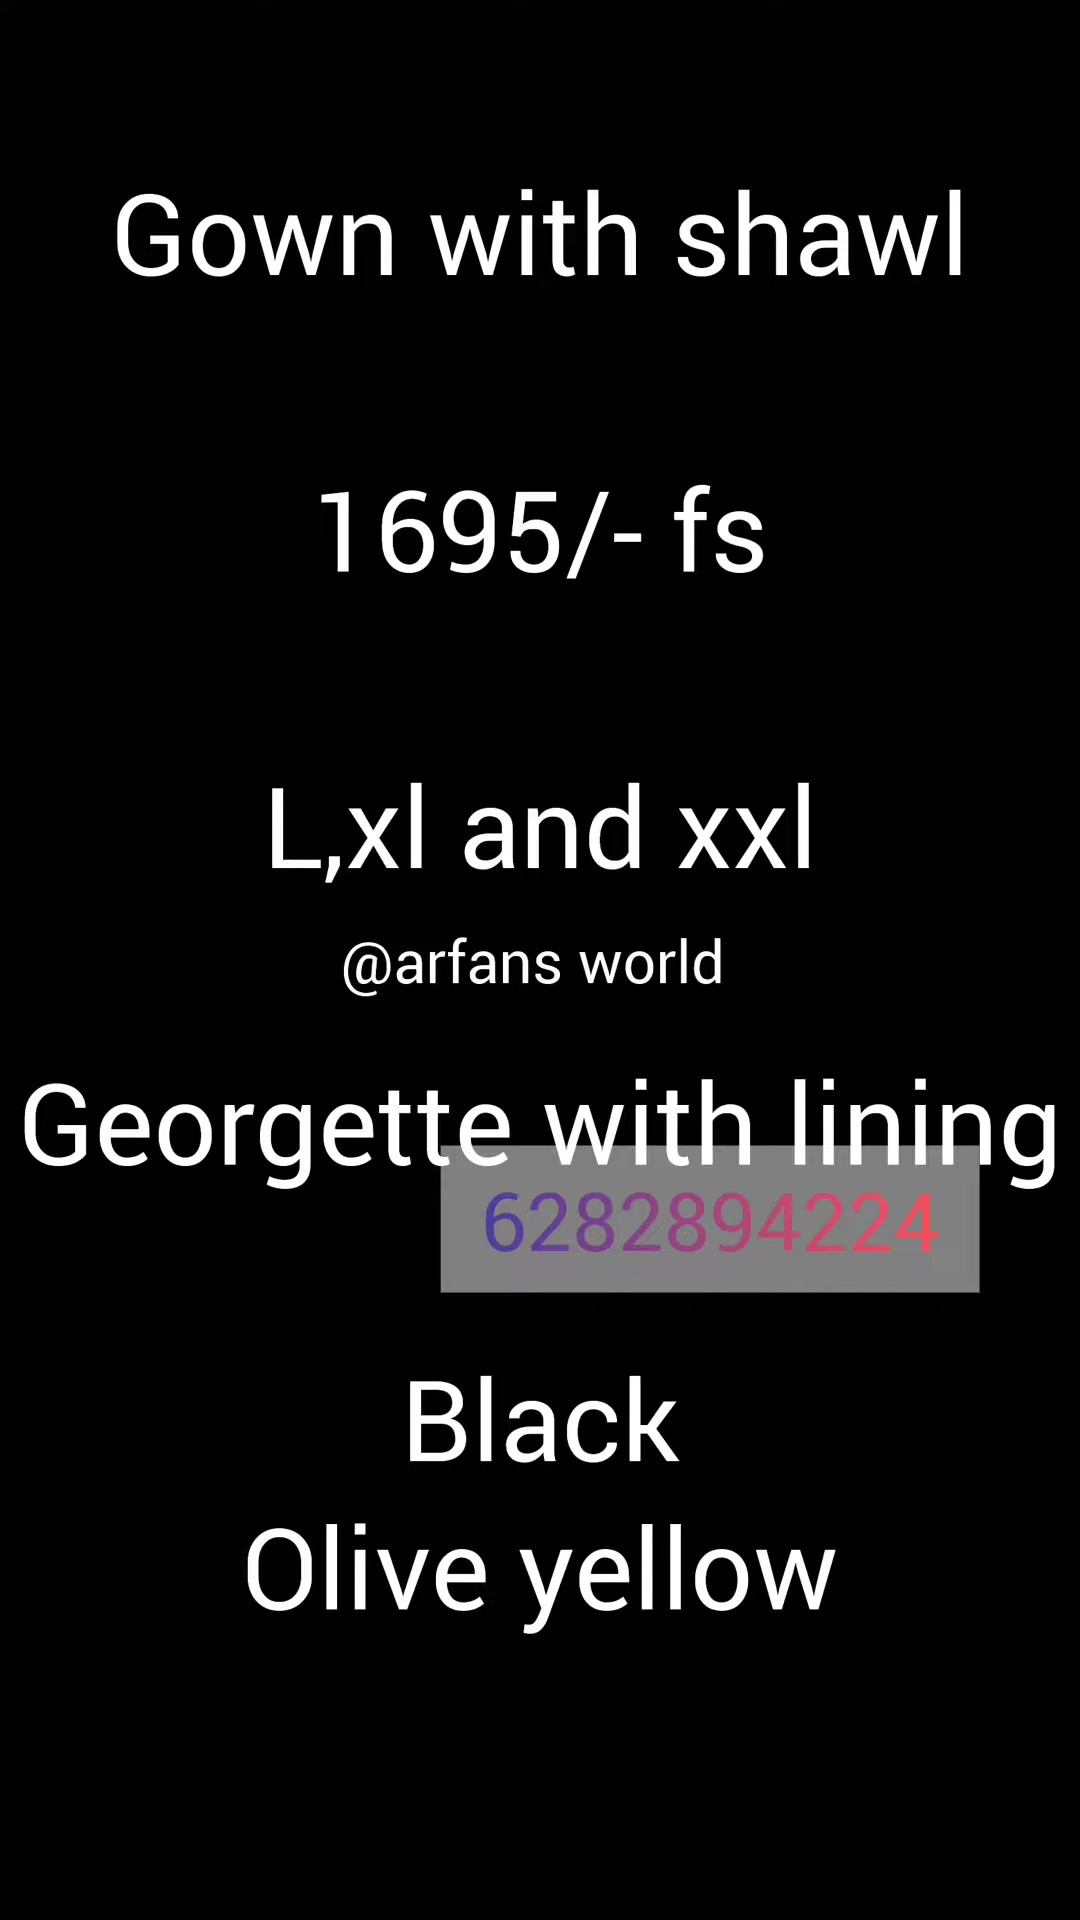 Gown with shawl
1695/- fs
L,xl and xxl
@arfans world
Georgette with lining
6282894224
Black
Olive yellow